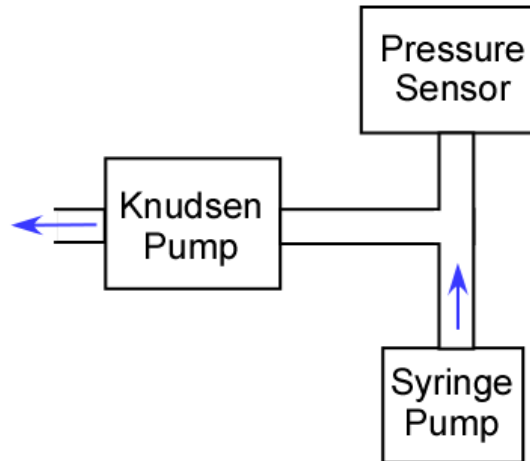 Pressure
Sensor
Knudsen
Pump
Syringe
Pump